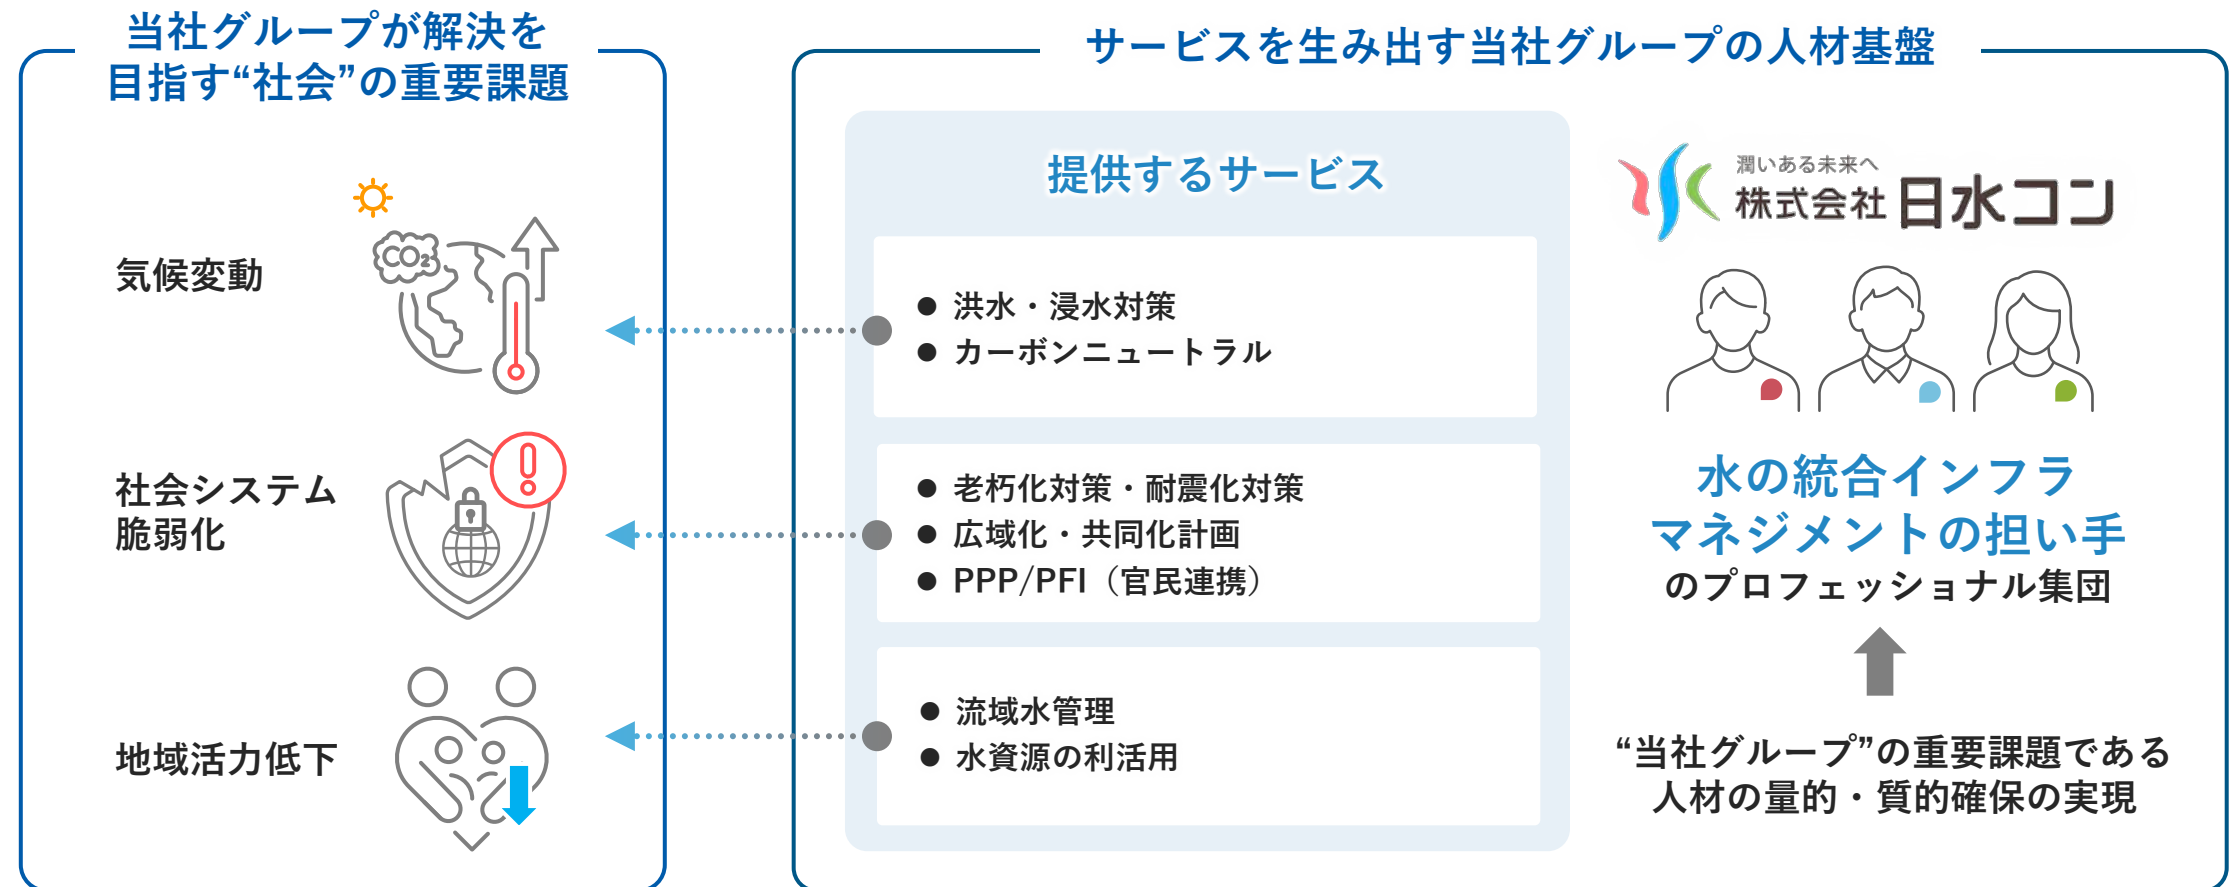 当社グループが解決を
目指す“社会”の重要課題
気候変動
CO₂
社会システム
脆弱化
地域活力低下
サービスを生み出す当社グループの人材基盤
提供するサービス
● 洪水・浸水対策
● カーボンニュートラル
● 老朽化対策・耐震化対策
● 広域化・共同化計画
● PPP/PFI（官民連携）
● 流域水管理
● 水資源の利活用
潤いある未来へ
株式会社 日水コン
水の統合インフラ
マネジメントの担い手
のプロフェッショナル集団
“当社グループ”の重要課題である
人材の量的・質的確保の実現